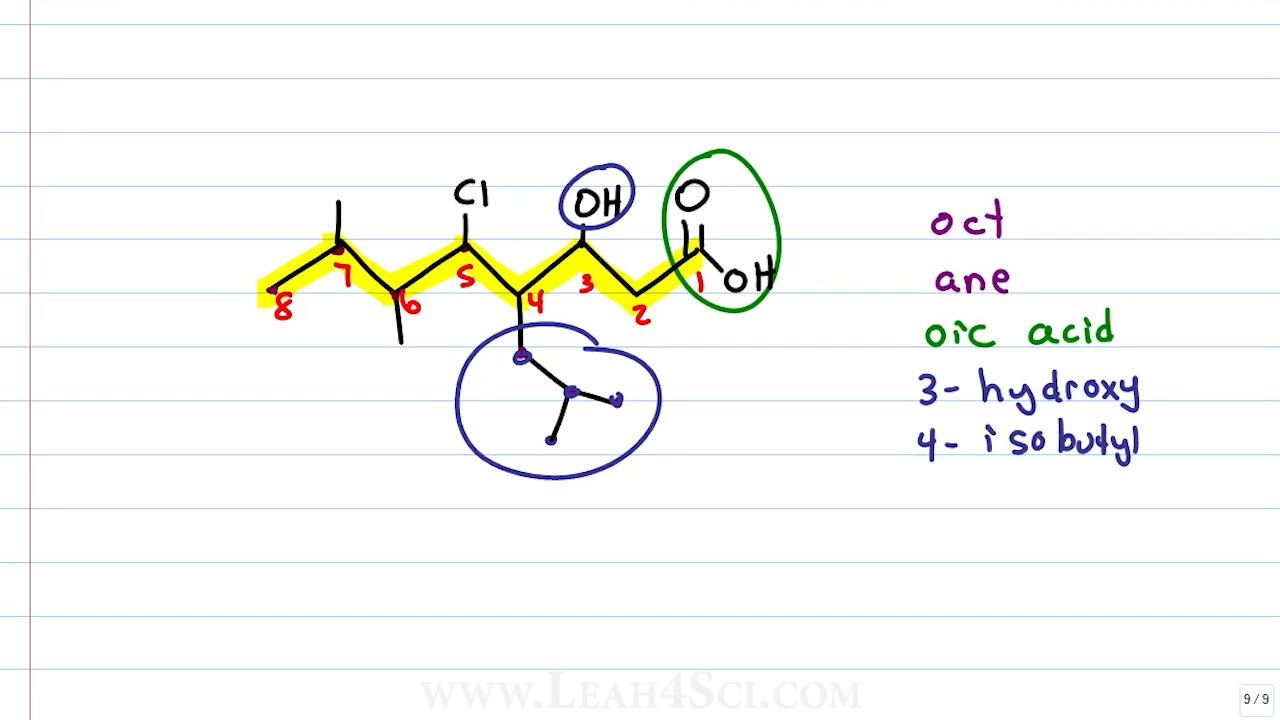 Cl
OH
O
OH
8
7
6
5
4
3
2
1
oct
ane
oic acid
3- hydroxy
4- isobutyl
www.Leah4Sci.com
9 / 9